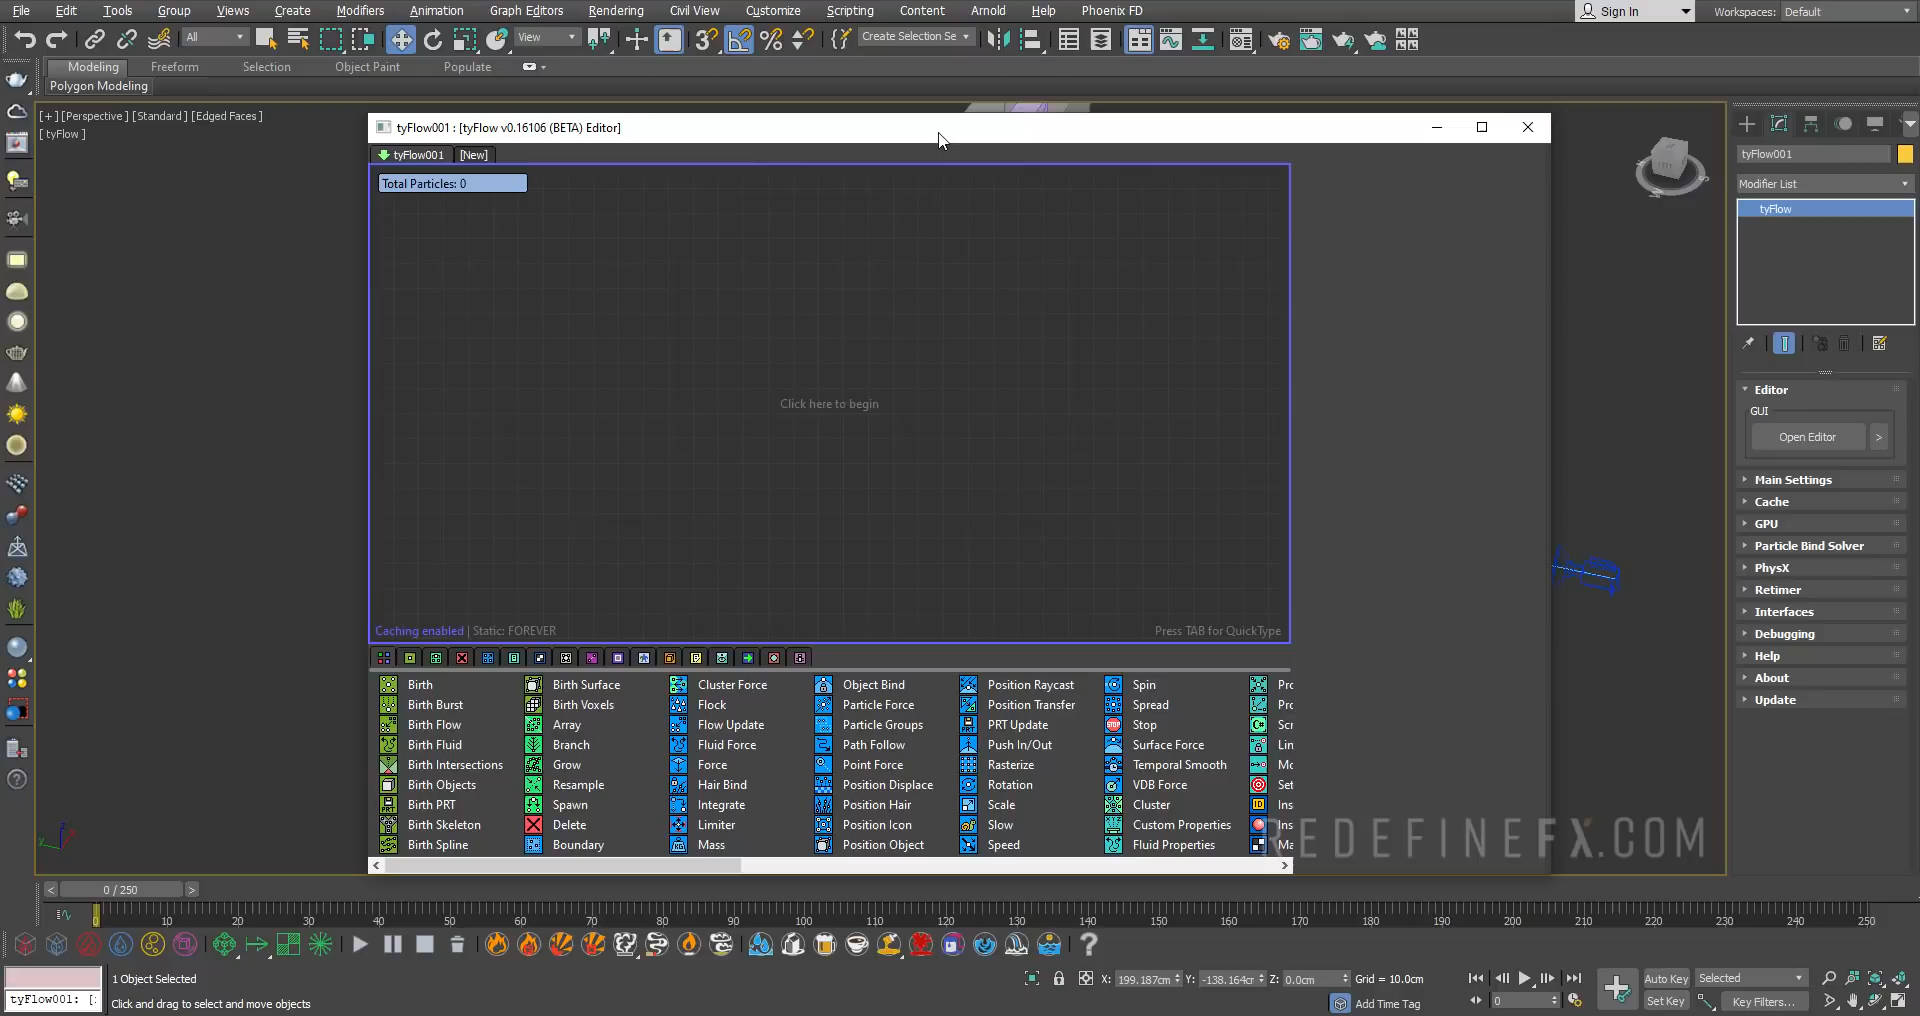 File Edit Tools Group Views Create Modifiers Animation Graph Editors Rendering Civil View Customize Scripting Content Arnold Help Phoenix FD Sign In Workspaces: Default
All View Create Selection Se
Modeling Freeform Selection Object Paint Populate
Polygon Modeling
[+] [Perspective ] [Standard ] [Edged Faces ]
[ tyFlow ]
tyFlow001 : [tyFlow v0.16106 (BETA) Editor]
tyFlow001 [New]
Total Particles: 0
Click here to begin
Caching enabled | Static: FOREVER Press TAB for QuickType
Birth Birth Surface Cluster Force Object Bind Position Raycast Spin Prc
Birth Burst Birth Voxels Flock Particle Force Position Transfer Spread Prc
Birth Flow Array Flow Update Particle Groups PRT Update Stop Scr
Birth Fluid Branch Fluid Force Path Follow Push In/Out Surface Force Lin
Birth Intersections Grow Force Point Force Rasterize Temporal Smooth Mc
Birth Objects Resample Hair Bind Position Displace Rotation VDB Force Set
Birth PRT Spawn Integrate Position Hair Scale Cluster Ins
Birth Skeleton Delete Limiter Position Icon Slow Custom Properties Ins
Birth Spline Boundary Mass Position Object Speed Fluid Properties Ma
REDEFINEFX.COM
tyFlow001
Modifier List
tyFlow
Editor
GUI
Open Editor >
Main Settings
Cache
GPU
Particle Bind Solver
PhysX
Retimer
Interfaces
Debugging
Help
About
Update
< 0 / 250 >
0 10 20 30 40 50 60 70 80 90 100 110 120 130 140 150 160 170 180 190 200 210 220 230 240 250
1 Object Selected X: 199.187cm Y: -138.164cr Z: 0.0cm Grid = 10.0cm Auto Key Selected
tyFlow001: [: Click and drag to select and move objects Add Time Tag 0 Set Key Key Filters...